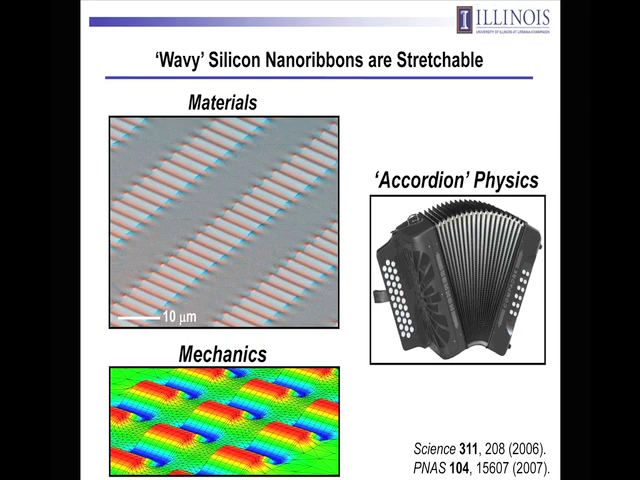 ILLINOIS
UNIVERSITY OF ILLINOIS AT URBANA-CHAMPAIGN
'Wavy' Silicon Nanoribbons are Stretchable
Materials
10 μm
'Accordion' Physics
Mechanics
Science 311, 208 (2006).
PNAS 104, 15607 (2007).